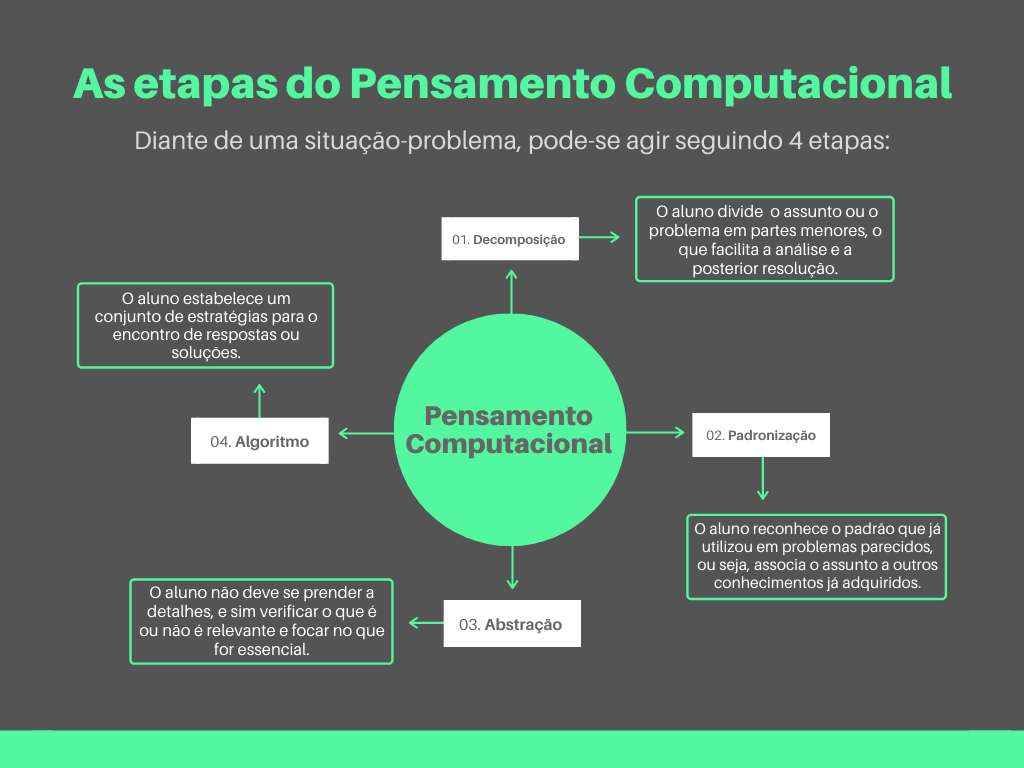 As etapas do Pensamento Computacional
Diante de uma situação-problema, pode-se agir seguindo 4 etapas:
01. Decomposição
O aluno divide  o assunto ou o
problema em partes menores, o
que facilita a análise e a
posterior resolução.
O aluno estabelece um
conjunto de estratégias para o
encontro de respostas ou
soluções.
04. Algoritmo
Pensamento
Computacional
02. Padronização
O aluno reconhece o padrão que já
utilizou em problemas parecidos,
ou seja, associa o assunto a outros
conhecimentos já adquiridos.
O aluno não deve se prender a
detalhes, e sim verificar o que é
ou não é relevante e focar no que
for essencial.
03. Abstração